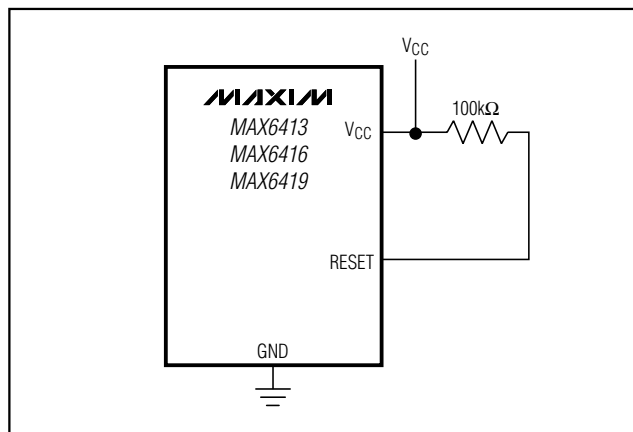 VCC
100kΩ
MAXIM
MAX6413
VCC
MAX6416
MAX6419
RESET
GND